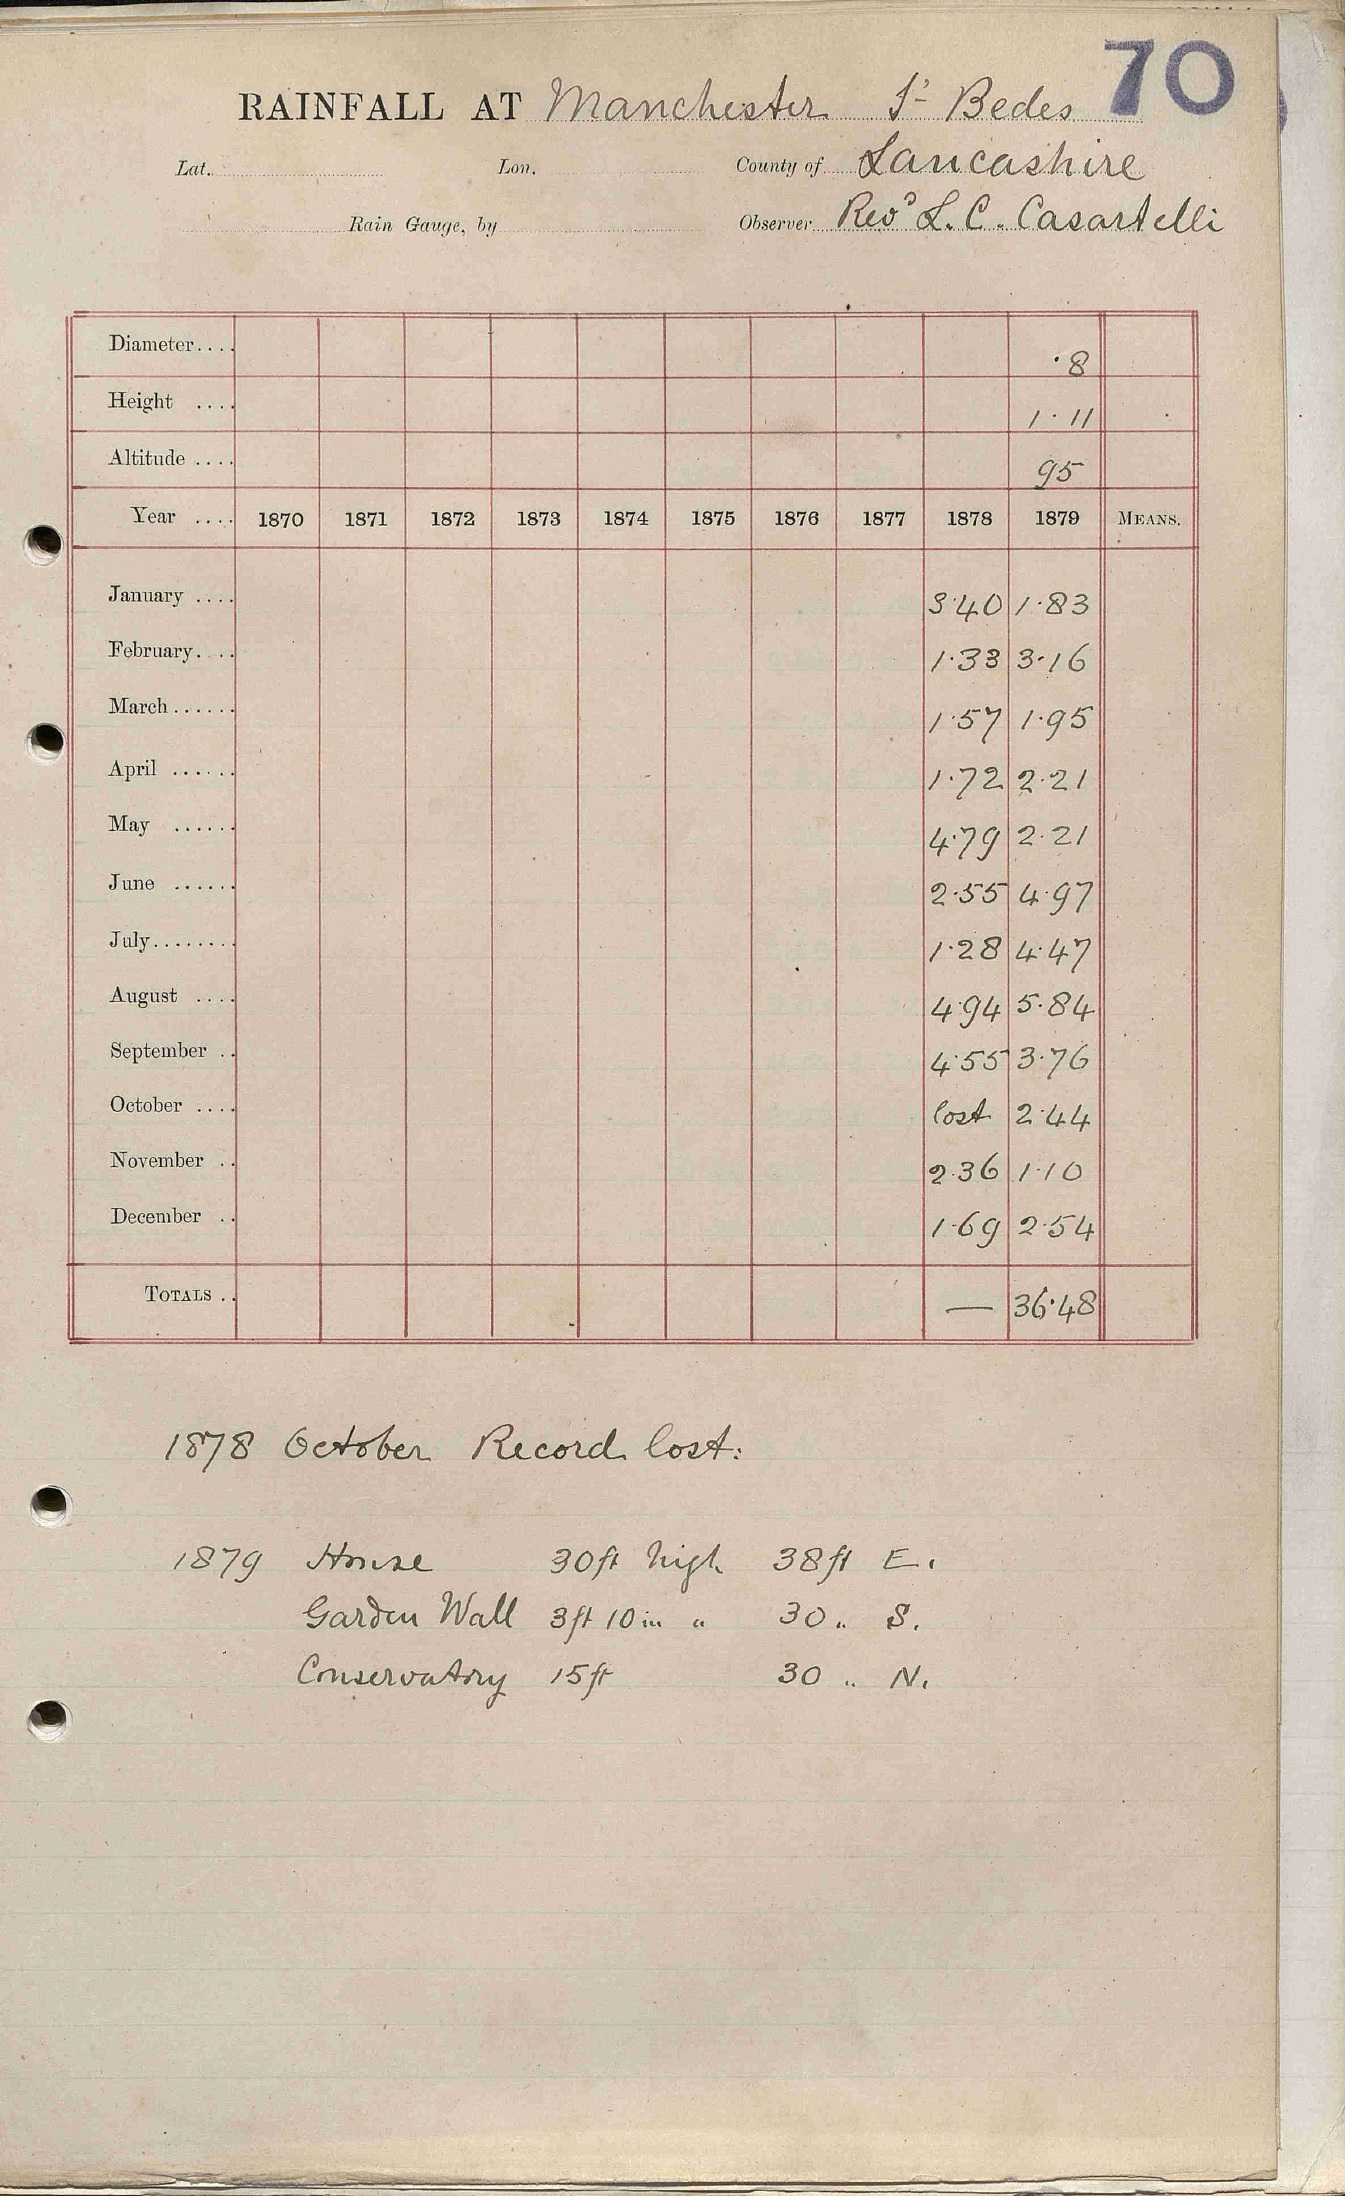 70
RAINFALL AT Manchester St Bedes
Lat. Lon. County of Lancashire
Rain Gauge, by Observer Revd L. C. Casartelli
Diameter.... ·8
Height .... 1·11
Altitude .... 95
Year .... 1870 1871 1872 1873 1874 1875 1876 1877 1878 1879 MEANS.
January .... 3·40 1·83
February.... 1·33 3·16
March...... 1·57 1·95
April ...... 1·72 2·21
May ...... 4·79 2·21
June ...... 2·55 4·97
July........ 1·28 4·47
August .... 4·94 5·84
September .. 4·55 3·76
October .... lost 2·44
November .. 2·36 1·10
December .. 1·69 2·54
TOTALS .. — 36·48
1878 October Record lost:
1879 House 30ft high 38ft E.
Garden Wall 3ft 10in " 30 " S.
Conservatory 15ft 30 " N.